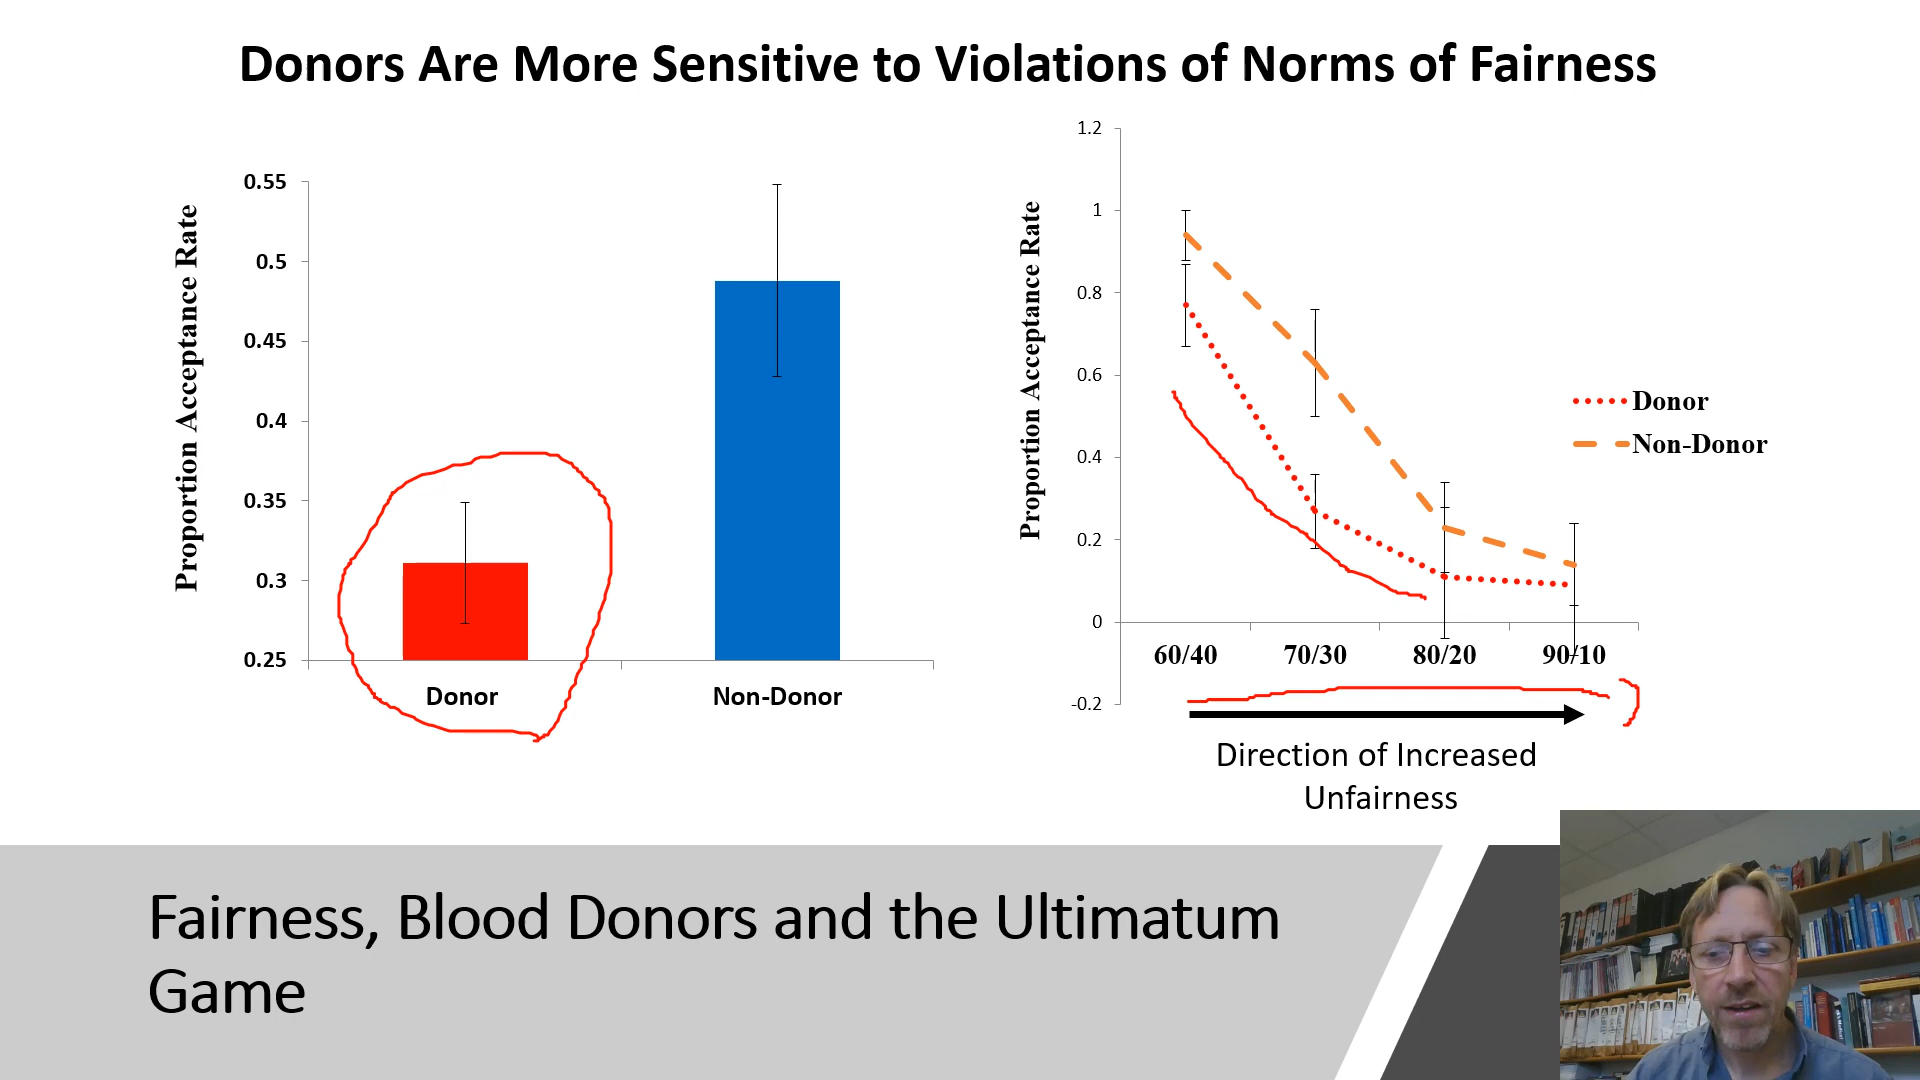 Donors Are More Sensitive to Violations of Norms of Fairness
Proportion Acceptance Rate
0.55
0.5
0.45
0.4
0.35
0.3
0.25
Donor
Non-Donor
Proportion Acceptance Rate
1.2
1
0.8
0.6
0.4
0.2
0
-0.2
60/40
70/30
80/20
90/10
Donor
Non-Donor
Direction of Increased
Unfairness
Fairness, Blood Donors and the Ultimatum
Game